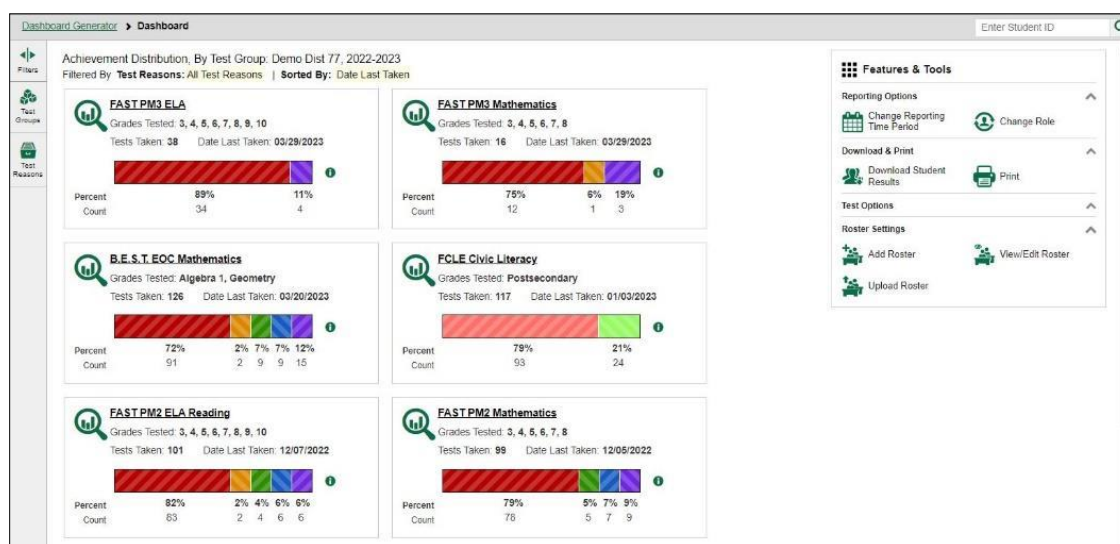 Dashboard Generator > Dashboard
Enter Student ID
Filters
Test Groups
Test Reasons
Achievement Distribution, By Test Group: Demo Dist 77, 2022-2023
Filtered By Test Reasons: All Test Reasons | Sorted By: Date Last Taken
FAST PM3 ELA
Grades Tested: 3, 4, 5, 6, 7, 8, 9, 10
Tests Taken: 38 Date Last Taken: 03/29/2023
Percent 89% 11%
Count 34 4
FAST PM3 Mathematics
Grades Tested: 3, 4, 5, 6, 7, 8
Tests Taken: 16 Date Last Taken: 03/29/2023
Percent 75% 6% 19%
Count 12 1 3
B.E.S.T. EOC Mathematics
Grades Tested: Algebra 1, Geometry
Tests Taken: 126 Date Last Taken: 03/20/2023
Percent 72% 2% 7% 7% 12%
Count 91 2 9 9 15
FCLE Civic Literacy
Grades Tested: Postsecondary
Tests Taken: 117 Date Last Taken: 01/03/2023
Percent 79% 21%
Count 93 24
FAST PM2 ELA Reading
Grades Tested: 3, 4, 5, 6, 7, 8, 9, 10
Tests Taken: 101 Date Last Taken: 12/07/2022
Percent 82% 2% 4% 6% 6%
Count 83 2 4 6 6
FAST PM2 Mathematics
Grades Tested: 3, 4, 5, 6, 7, 8
Tests Taken: 99 Date Last Taken: 12/05/2022
Percent 79% 5% 7% 9%
Count 78 5 7 9
Features & Tools
Reporting Options
Change Reporting
Time Period
Change Role
Download & Print
Download Student
Results
Print
Test Options
Roster Settings
Add Roster
View/Edit Roster
Upload Roster